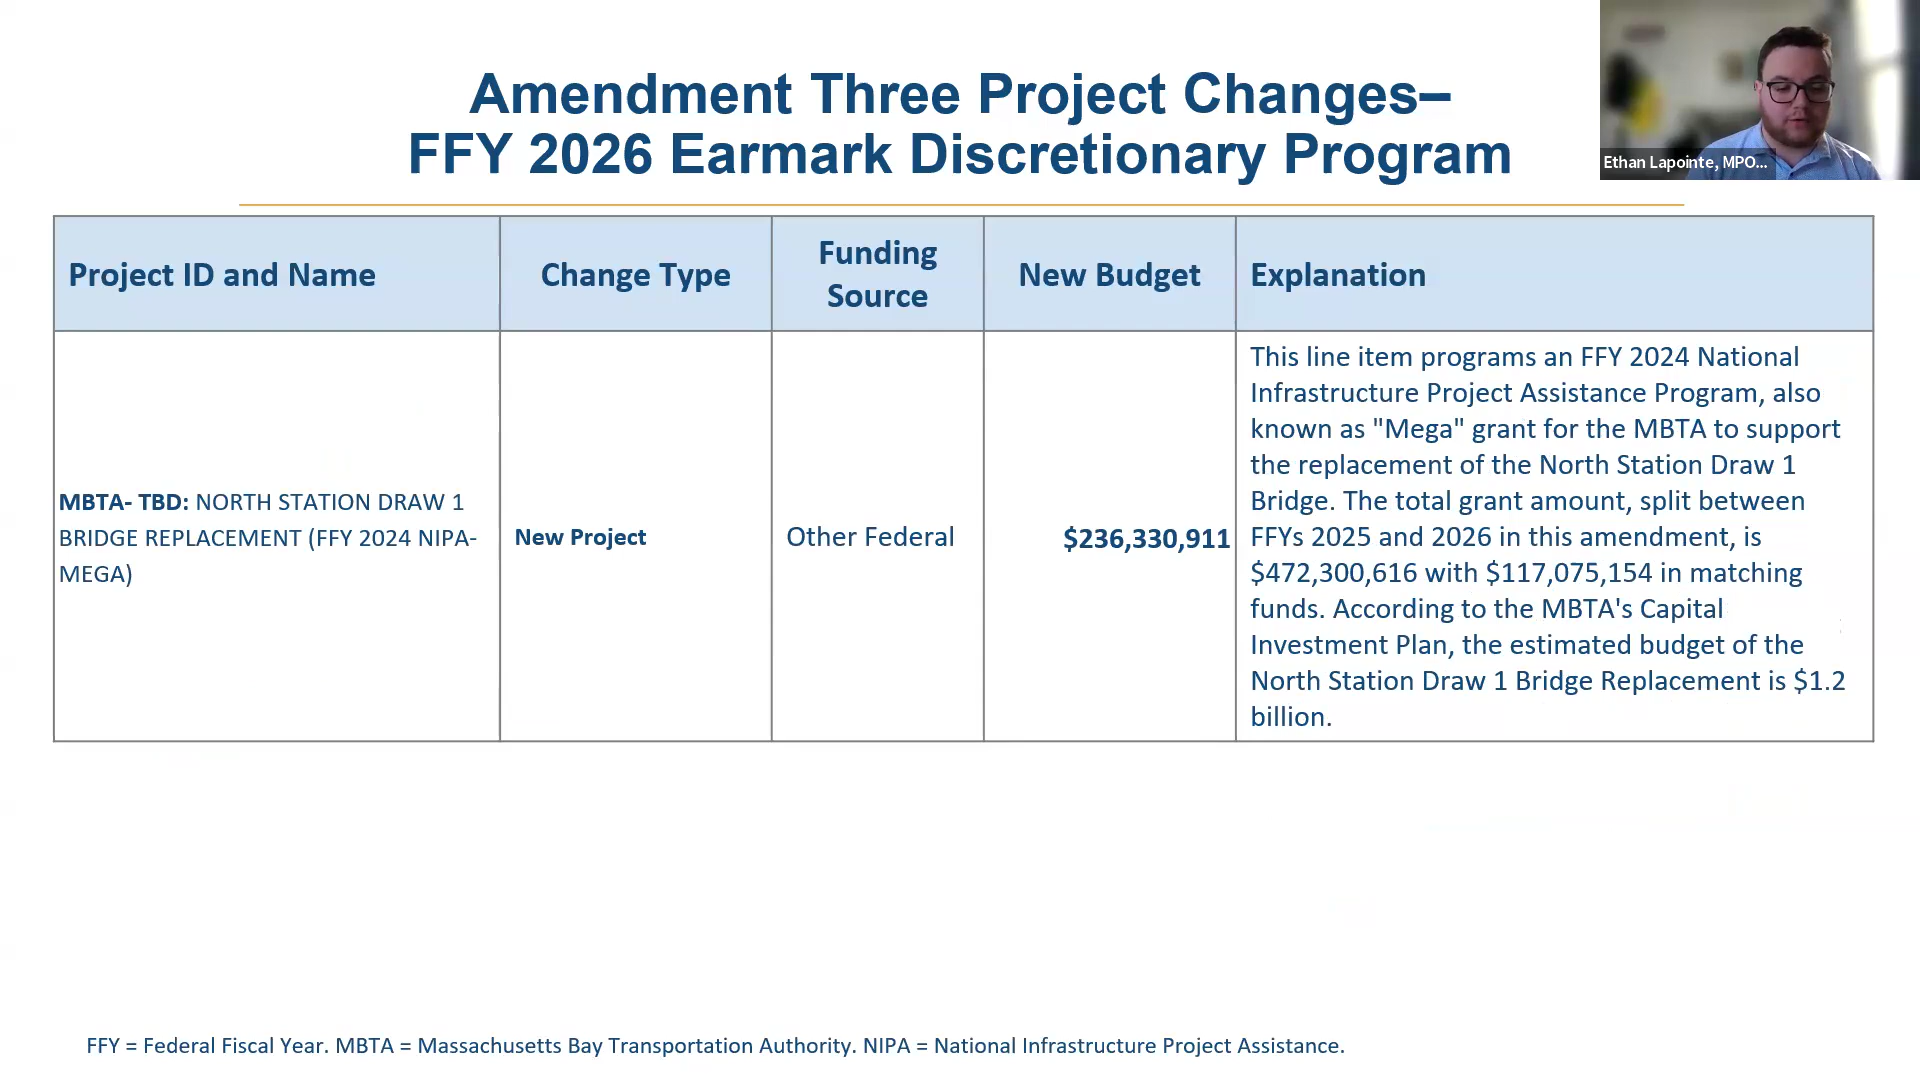 Amendment Three Project Changes–
FFY 2026 Earmark Discretionary Program
Ethan Lapointe, MPO...
Project ID and Name
Change Type
Funding
Source
New Budget
Explanation
MBTA- TBD: NORTH STATION DRAW 1
BRIDGE REPLACEMENT (FFY 2024 NIPA-
MEGA)
New Project
Other Federal
$236,330,911
This line item programs an FFY 2024 National
Infrastructure Project Assistance Program, also
known as "Mega" grant for the MBTA to support
the replacement of the North Station Draw 1
Bridge. The total grant amount, split between
FFYs 2025 and 2026 in this amendment, is
$472,300,616 with $117,075,154 in matching
funds. According to the MBTA's Capital
Investment Plan, the estimated budget of the
North Station Draw 1 Bridge Replacement is $1.2
billion.
FFY = Federal Fiscal Year. MBTA = Massachusetts Bay Transportation Authority. NIPA = National Infrastructure Project Assistance.